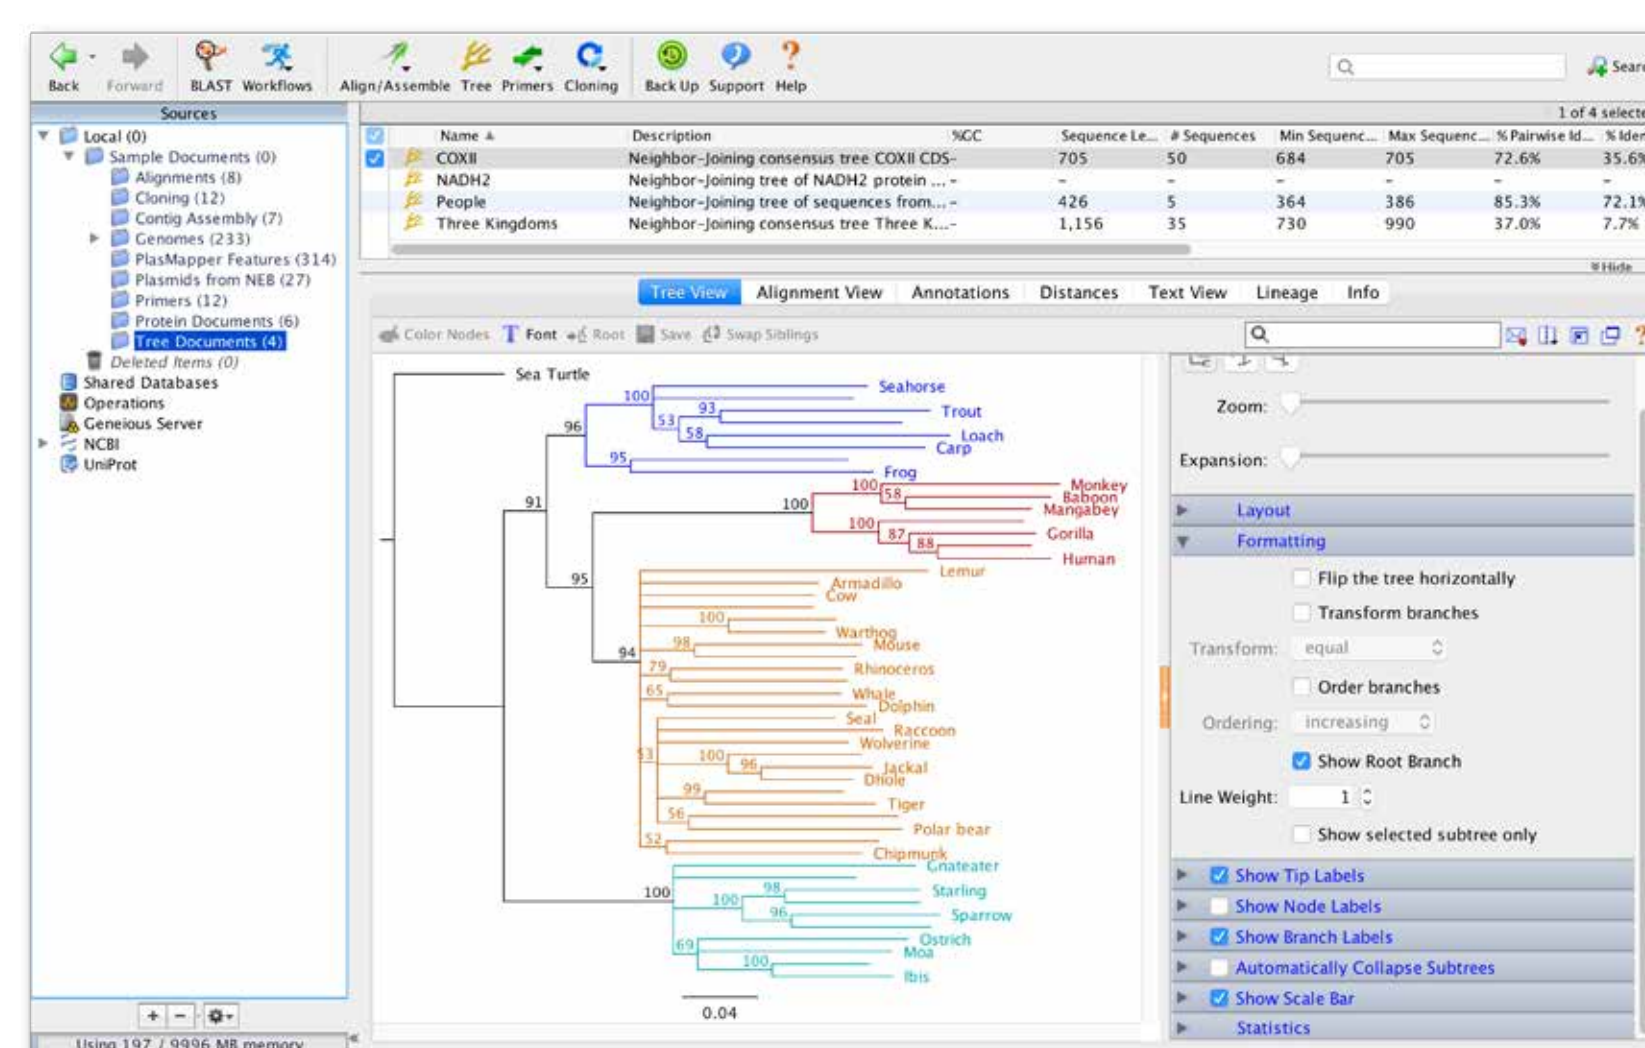 Back Forward BLAST Workflows Align/Assemble Tree Primers Cloning Back Up Support Help
Sources
Local (0)
Sample Documents (0)
Alignments (8)
Cloning (12)
Contig Assembly (7)
Genomes (233)
PlasMapper Features (314)
Plasmids from NEB (27)
Primers (12)
Protein Documents (6)
Tree Documents (4)
Deleted Items (0)
Shared Databases
Operations
Geneious Server
NCBI
UniProt
Using 197 / 9996 MB memory
1 of 4 selecte
Name Description %GC Sequence Le... # Sequences Min Sequenc... Max Sequenc... % Pairwise Id... % Iden
COXII Neighbor-Joining consensus tree COXII CDS- 705 50 684 705 72.6% 35.6%
NADH2 Neighbor-Joining tree of NADH2 protein ... - - - - - - -
People Neighbor-Joining tree of sequences from... - 426 5 364 386 85.3% 72.1%
Three Kingdoms Neighbor-Joining consensus tree Three K...- 1,156 35 730 990 37.0% 7.7%
Hide
Tree View Alignment View Annotations Distances Text View Lineage Info
Color Nodes Font Root Save Swap Siblings
Sea Turtle
Seahorse
100
93 Trout
53
58 Loach
96 Carp
95
Frog
100 Monkey
58 Baboon
91 100 Mangabey
100
87 Gorilla
88
Human
95 Lemur
Armadillo
Cow
100
Warthog
98 Mouse
94
79 Rhinoceros
65 Whale
Dolphin
Seal
Raccoon
Wolverine
53 100
96 Jackal
Dhole
99
Tiger
56
Polar bear
52
Chipmunk
Gnateater
100 98 Starling
100
96 Sparrow
Ostrich
69 Moa
100
Ibis
0.04
Zoom:
Expansion:
Layout
Formatting
Flip the tree horizontally
Transform branches
Transform: equal
Order branches
Ordering: increasing
Show Root Branch
Line Weight: 1
Show selected subtree only
Show Tip Labels
Show Node Labels
Show Branch Labels
Automatically Collapse Subtrees
Show Scale Bar
Statistics